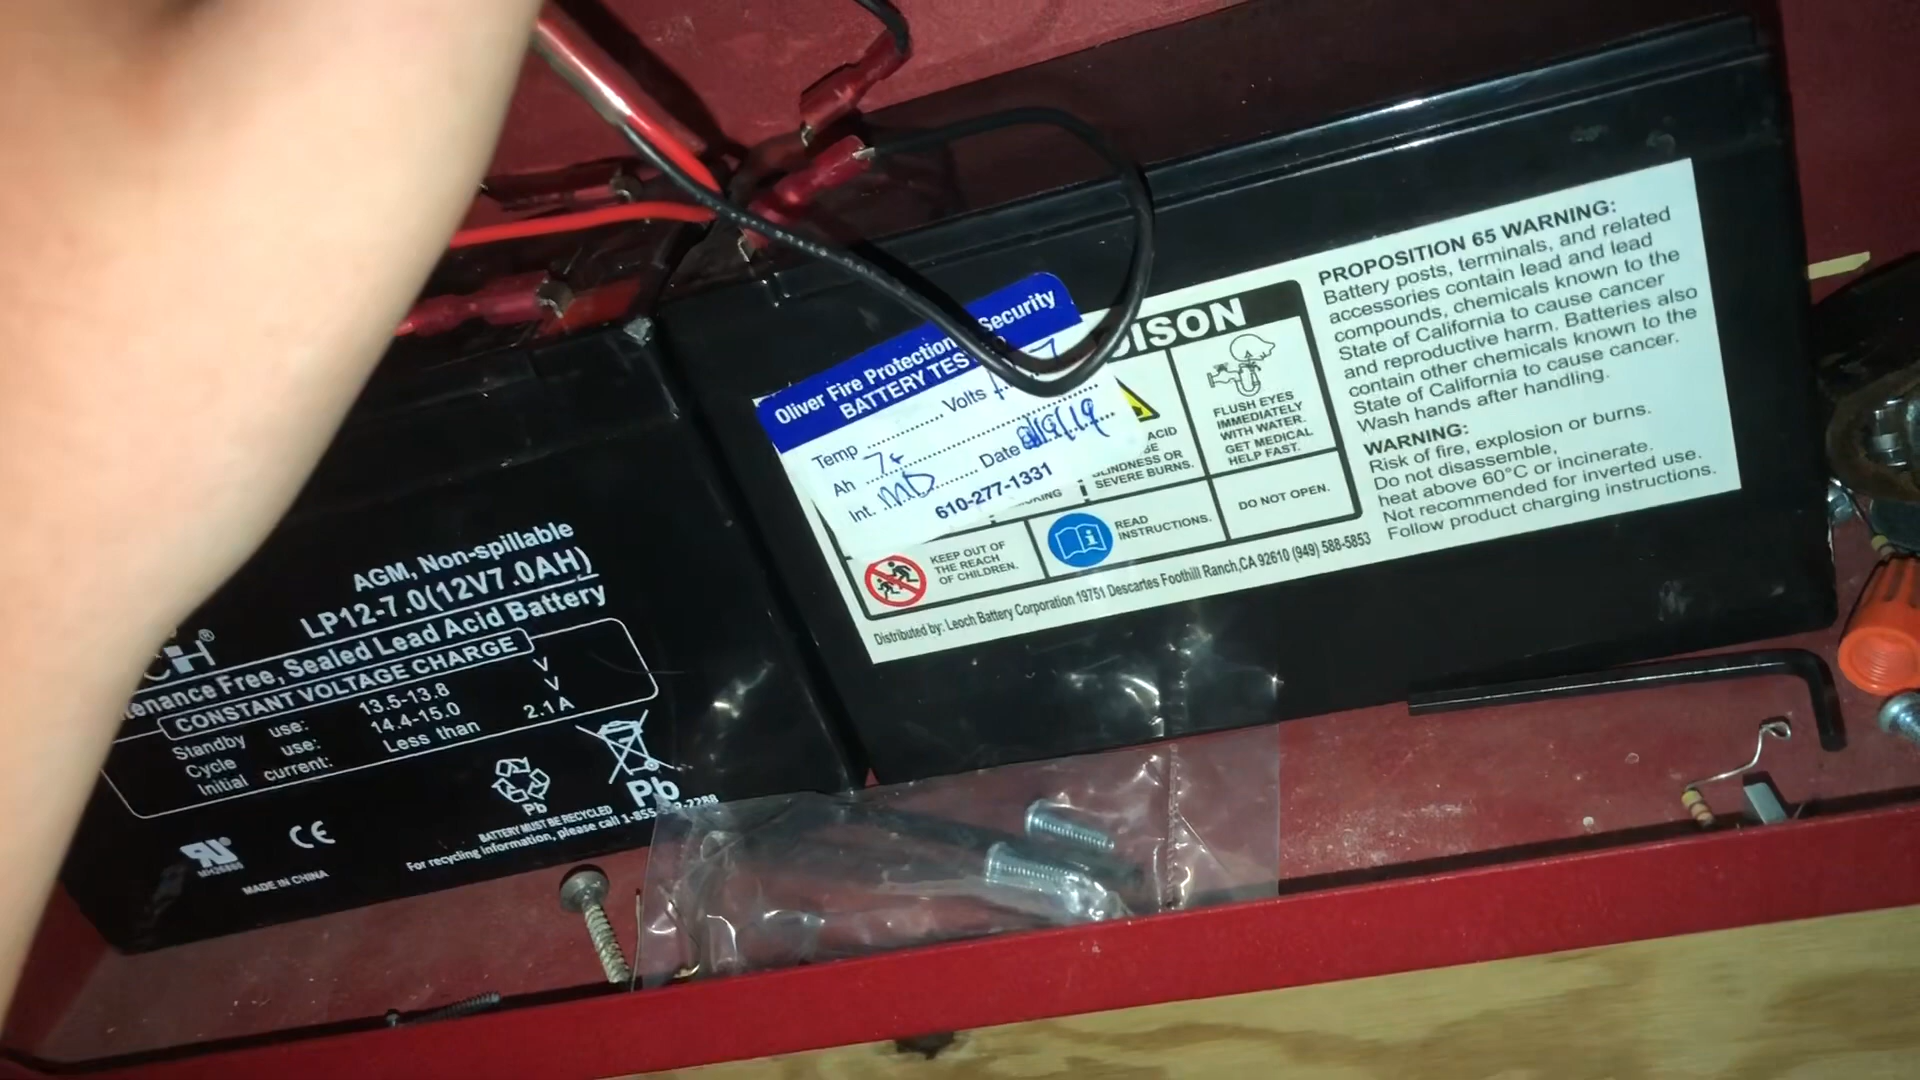 AGM, Non-spillable
LP12-7.0(12V7.0AH)
Free, Sealed Lead Acid Battery
CONSTANT VOLTAGE CHARGE
Standby use: 13.5-13.8 V
Cycle use: 14.4-15.0 V
Initial current: Less than 2.1A
Pb
Pb
BATTERY MUST BE RECYCLED
For recycling information, please call
CE
MADE IN CHINA
Oliver Fire Protection Security
BATTERY
Temp Volts
Ah 7
Int. MD Date
610-277-1331
ACID
BLINDNESS OR
SEVERE BURNS.
FLUSH EYES
IMMEDIATELY
WITH WATER.
GET MEDICAL
HELP FAST.
KEEP OUT OF
THE REACH
OF CHILDREN.
READ
INSTRUCTIONS.
DO NOT OPEN.
Distributed by: Leoch Battery Corporation 19751 Descartes Foothill Ranch,CA 92610 (949) 588-5853
PROPOSITION 65 WARNING:
Battery posts, terminals, and related
accessories contain lead and lead
compounds, chemicals known to the
State of California to cause cancer
and reproductive harm. Batteries also
contain other chemicals known to the
State of California to cause cancer.
Wash hands after handling.
WARNING:
Risk of fire, explosion or burns.
Do not disassemble,
heat above 60°C or incinerate.
Not recommended for inverted use.
Follow product charging instructions.